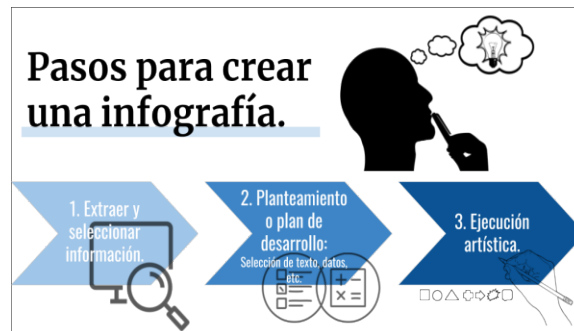 Pasos para crear
una infografía.
1. Extraer y
seleccionar
información.
2. Planteamiento
o plan de
desarrollo:
Selección de texto, datos,
etc.
3. Ejecución
artística.